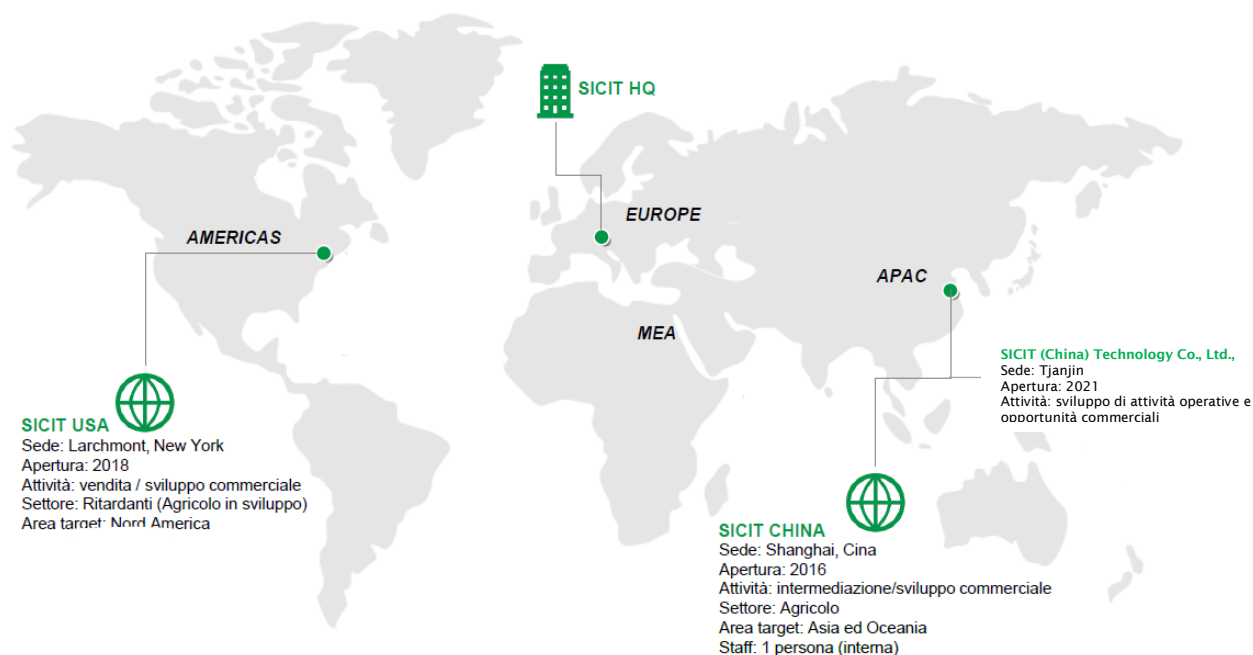 SICIT HQ
EUROPE
AMERICAS
APAC
MEA
SICIT (China) Technology Co., Ltd.,
Sede: Tjanjin
Apertura: 2021
Attività: sviluppo di attività operative e
opportunità commerciali
SICIT USA
Sede: Larchmont, New York
Apertura: 2018
Attività: vendita / sviluppo commerciale
Settore: Ritardanti (Agricolo in sviluppo)
Area target: Nord America
SICIT CHINA
Sede: Shanghai, Cina
Apertura: 2016
Attività: intermediazione/sviluppo commerciale
Settore: Agricolo
Area target: Asia ed Oceania
Staff: 1 persona (interna)